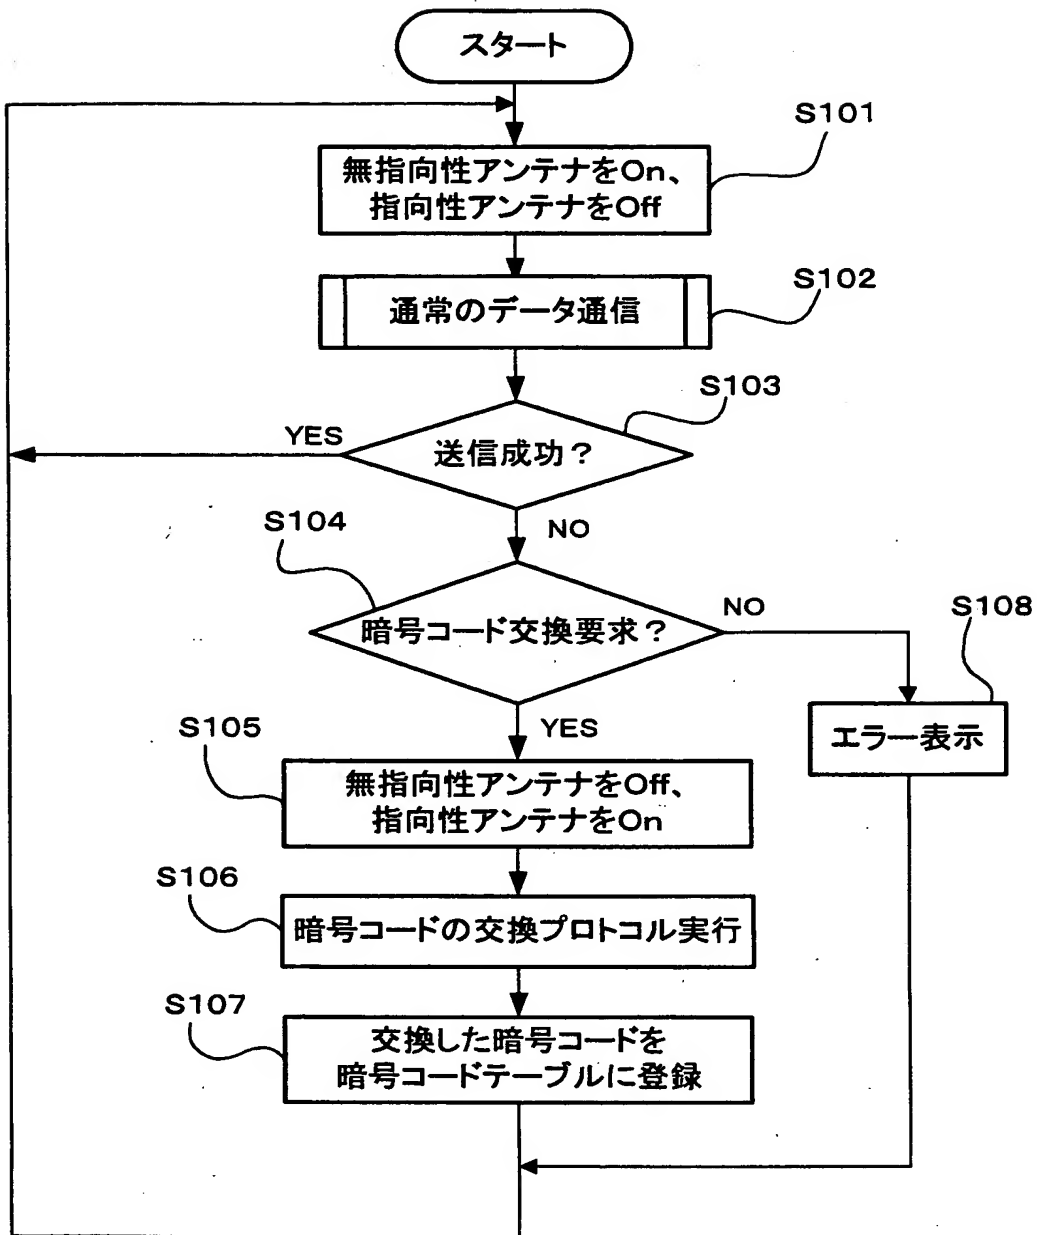 スタート
S101
無指向性アンテナをOn、
指向性アンテナをOff
S102
通常のデータ通信
S103
YES
送信成功？
S104
NO
暗号コード交換要求？
NO
S108
エラー表示
S105
YES
無指向性アンテナをOff、
指向性アンテナをOn
S106
暗号コードの交換プロトコル実行
S107
交換した暗号コードを
暗号コードテーブルに登録